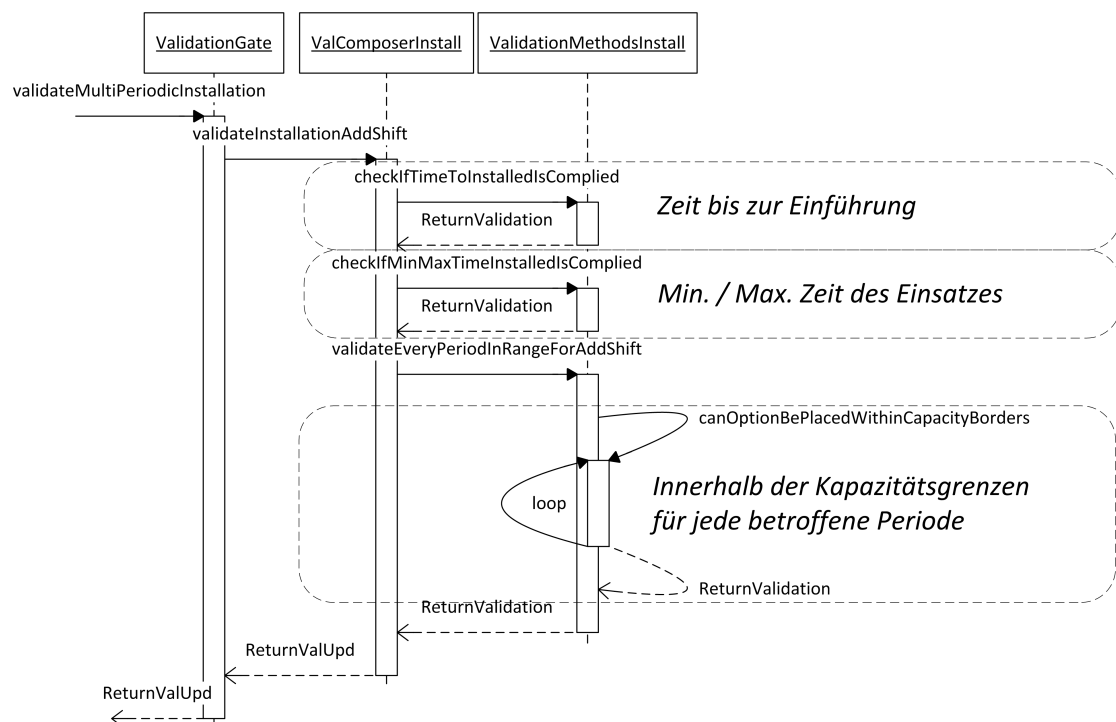 ValidationGate
ValComposerInstall
ValidationMethodsInstall
validateMultiPeriodicInstallation
validateInstallationAddShift
checkIfTimeToInstalledIsComplied
Zeit bis zur Einführung
ReturnValidation
checkIfMinMaxTimeInstalledIsComplied
Min. / Max. Zeit des Einsatzes
ReturnValidation
validateEveryPeriodInRangeForAddShift
canOptionBePlacedWithinCapacityBorders
loop
Innerhalb der Kapazitätsgrenzen
für jede betroffene Periode
ReturnValidation
ReturnValidation
ReturnValUpd
ReturnValUpd